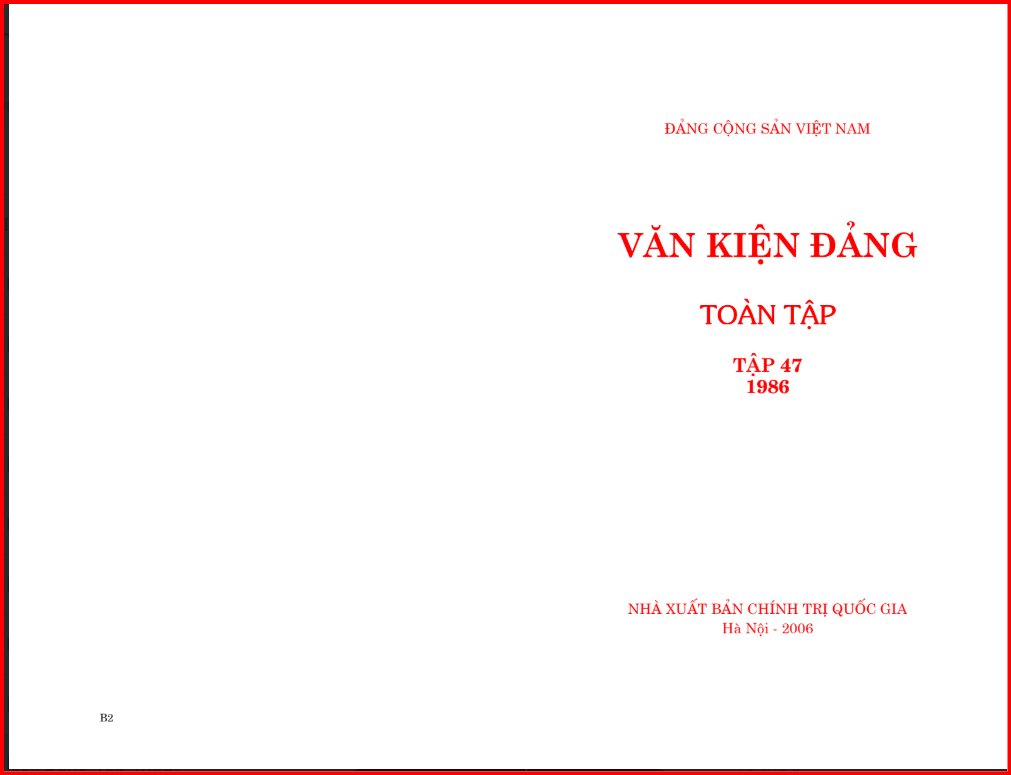 ĐẢNG CỘNG SẢN VIỆT NAM
VĂN KIỆN ĐẢNG
TOÀN TẬP
TẬP 47
1986
NHÀ XUẤT BẢN CHÍNH TRỊ QUỐC GIA
Hà Nội - 2006
B2